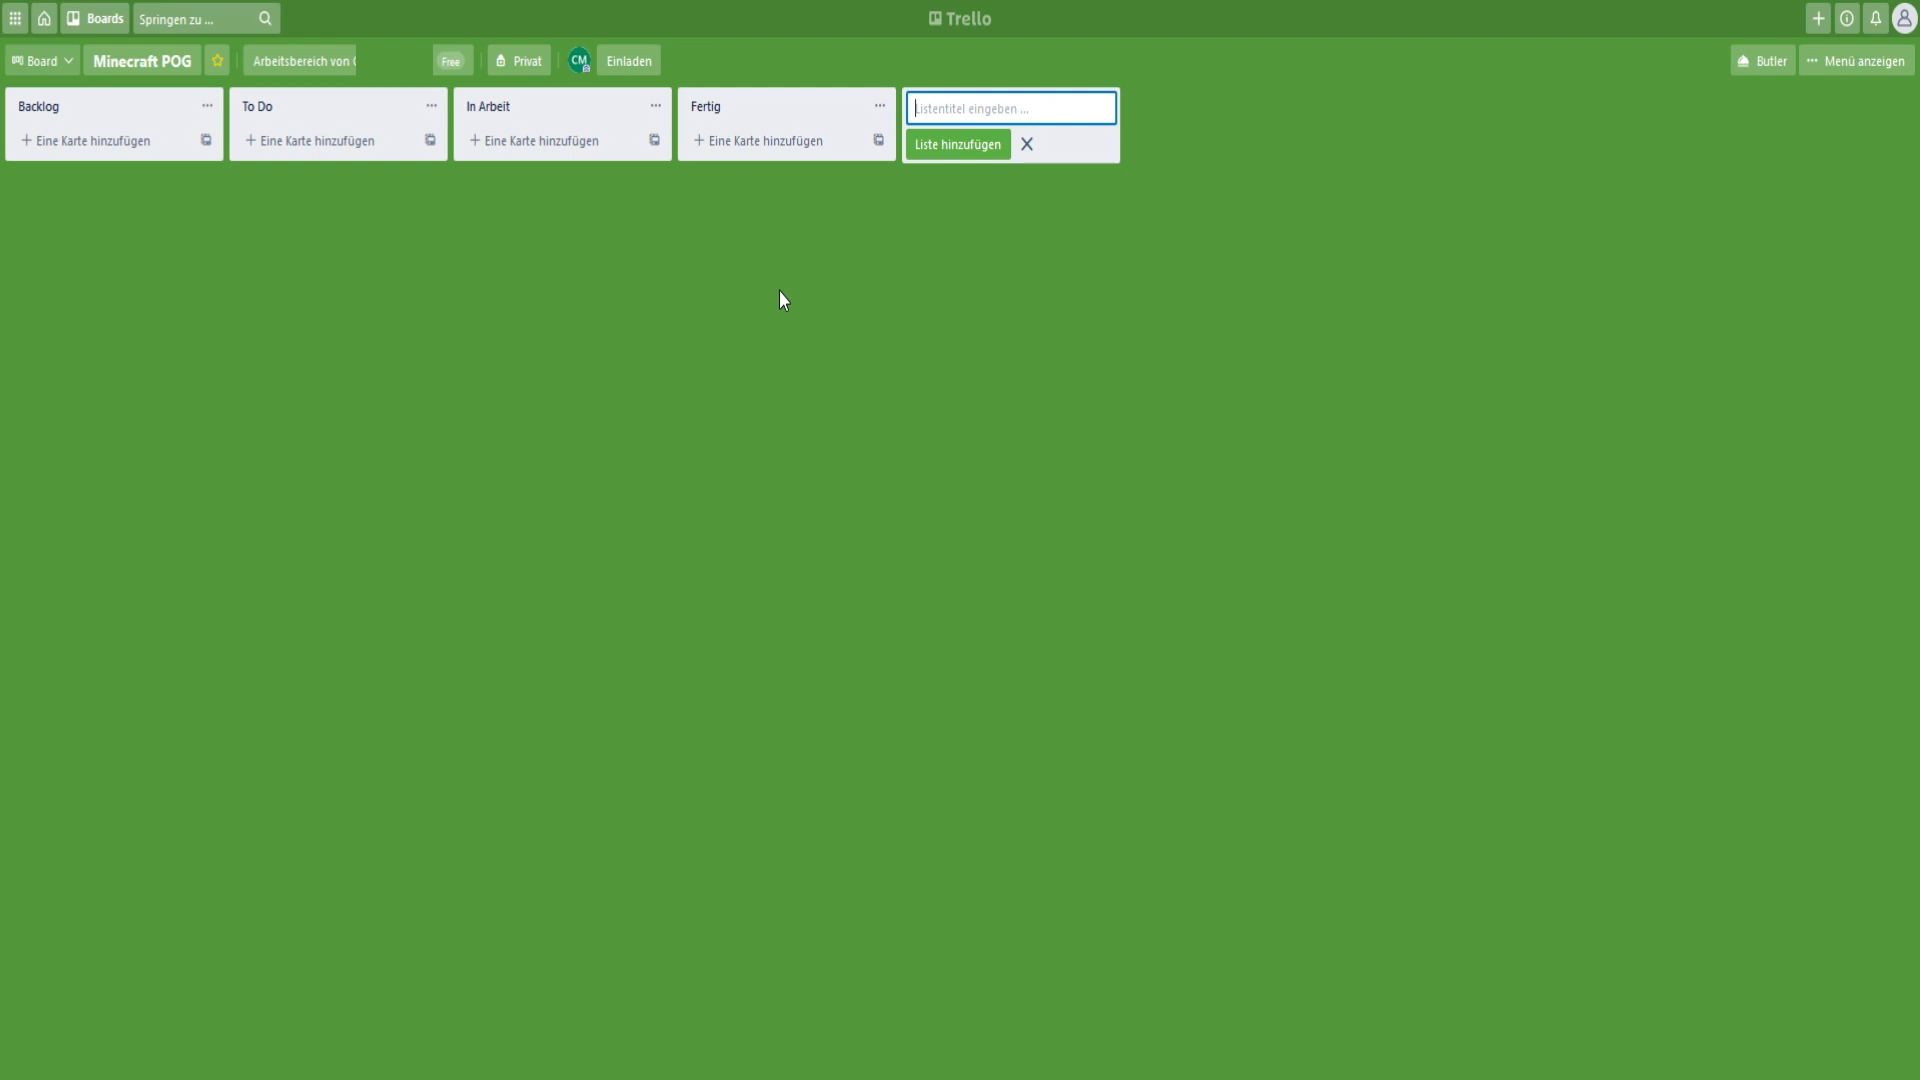 Boards
Springen zu ...
Trello
Board
Minecraft POG
Arbeitsbereich von
Free
Privat
CM
Einladen
Butler
··· Menü anzeigen
Backlog ···
+ Eine Karte hinzufügen
To Do ···
+ Eine Karte hinzufügen
In Arbeit ···
+ Eine Karte hinzufügen
Fertig ···
+ Eine Karte hinzufügen
Listentitel eingeben ...
Liste hinzufügen